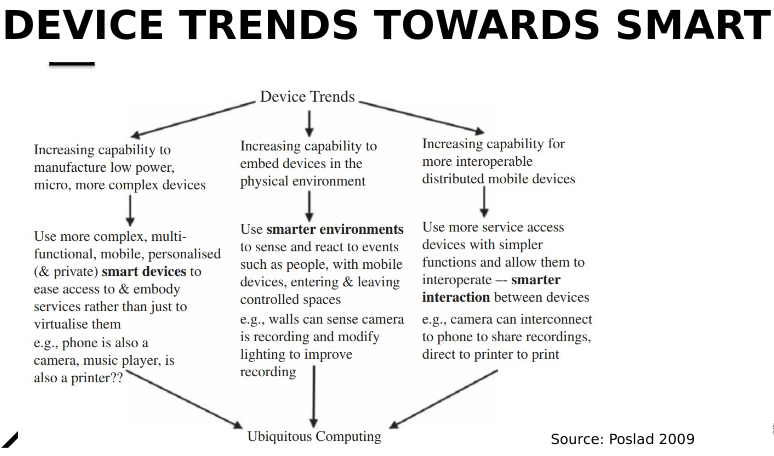 DEVICE TRENDS TOWARDS SMART
Device Trends
Increasing capability to
manufacture low power,
micro, more complex devices
Use more complex, multi-
functional, mobile, personalised
(& private) smart devices to
ease access to & embody
services rather than just to
virtualise them
e.g., phone is also a
camera, music player, is
also a printer??
Increasing capability to
embed devices in the
physical environment
Use smarter environments
to sense and react to events
such as people, with mobile
devices, entering & leaving
controlled spaces
e.g., walls can sense camera
is recording and modify
lighting to improve
recording
Increasing capability for
more interoperable
distributed mobile devices
Use more service access
devices with simpler
functions and allow them to
interoperate –- smarter
interaction between devices
e.g., camera can interconnect
to phone to share recordings,
direct to printer to print
Ubiquitous Computing
Source: Poslad 2009